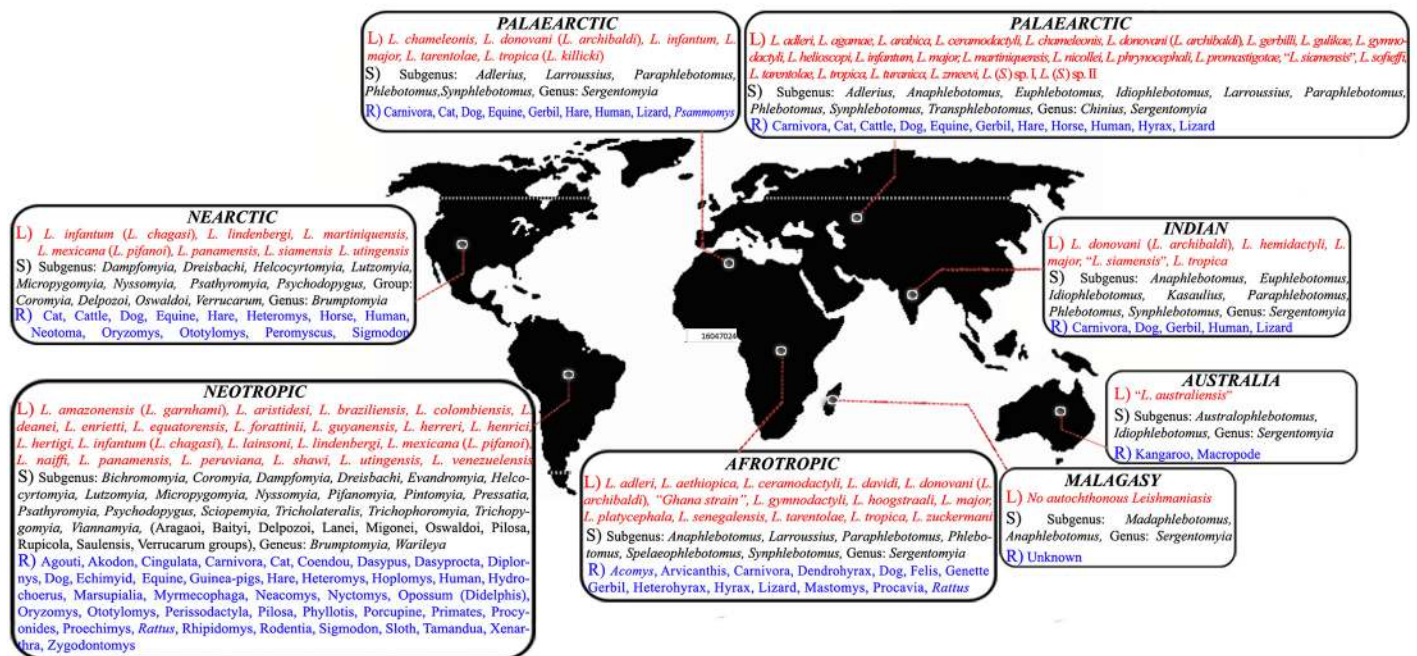 PALAEARCTIC
L) L. chameleonis, L. donovani (L. archibaldi), L. infantum, L.
major, L. tarentolae, L. tropica (L. killicki)
S) Subgenus: Adlerius, Larroussius, Paraphlebotomus,
Phlebotomus,Synphlebotomus, Genus: Sergentomyia
R) Carnivora, Cat, Dog, Equine, Gerbil, Hare, Human, Lizard, Psammomys
PALAEARCTIC
L) L. adleri, L. agamae, L. arabica, L. ceramodactyli, L. chameleonis, L. donovani (L. archibaldi), L. gerbilli, L. gulikae, L. gymno-
dactyli, L. helioscopi, L. infantum, L. major, L. martiniquensis, L. nicollei, L. phrynocephali, L. promastigotae, "L. siamensis", L. sofieffi,
L. tarentolae, L. tropica, L. turanica, L. zmeevi, L. (S.) sp. I, L. (S.) sp. II
S) Subgenus: Adlerius, Anaphlebotomus, Euphlebotomus, Idiophlebotomus, Larroussius, Paraphlebotomus,
Phlebotomus, Synphlebotomus, Transphlebotomus, Genus: Chinius, Sergentomyia
R) Carnivora, Cat, Cattle, Dog, Equine, Gerbil, Hare, Horse, Human, Hyrax, Lizard
NEARCTIC
L) L. infantum (L. chagasi), L. lindenbergi, L. martiniquensis,
L. mexicana (L. pifanoi), L. panamensis, L. siamensis L. utingensis
S) Subgenus: Dampfomyia, Dreisbachi, Helcocyrtomyia, Lutzomyia,
Micropygomyia, Nyssomyia, Psathyromyia, Psychodopygus, Group:
Coromyia, Delpozoi, Oswaldoi, Verrucarum, Genus: Brumptomyia
R) Cat, Cattle, Dog, Equine, Hare, Heteromys, Horse, Human,
Neotoma, Oryzomys, Ototylomys, Peromyscus, Sigmodon
INDIAN
L) L. donovani (L. archibaldi), L. hemidactyli, L.
major, "L. siamensis", L. tropica
S) Subgenus: Anaphlebotomus, Euphlebotomus,
Idiophlebotomus, Kasaulius, Paraphlebotomus,
Phlebotomus, Synphlebotomus, Genus: Sergentomyia
R) Carnivora, Dog, Gerbil, Human, Lizard
16047024
NEOTROPIC
L) L. amazonensis (L. garnhami), L. aristidesi, L. braziliensis, L. colombiensis, L.
deanei, L. enrietti, L. equatorensis, L. forattinii, L. guyanensis, L. herreri, L. henrici,
L. hertigi, L. infantum (L. chagasi), L. lainsoni, L. lindenbergi, L. mexicana (L. pifanoi),
L. naiffi, L. panamensis, L. peruviana, L. shawi, L. utingensis, L. venezuelensis
S) Subgenus: Bichromomyia, Coromyia, Dampfomyia, Dreisbachi, Evandromyia, Helco-
cyrtomyia, Lutzomyia, Micropygomyia, Nyssomyia, Pifanomyia, Pintomyia, Pressatia,
Psathyromyia, Psychodopygus, Sciopemyia, Tricholateralis, Trichophoromyia, Trichopy-
gomyia, Viannamyia, (Aragaoi, Baityi, Delpozoi, Lanei, Migonei, Oswaldoi, Pilosa,
Rupicola, Saulensis, Verrucarum groups), Geneus: Brumptomyia, Warileya
R) Agouti, Akodon, Cingulata, Carnivora, Cat, Coendou, Dasypus, Dasyprocta, Diplor-
nys, Dog, Echimyid, Equine, Guinea-pigs, Hare, Heteromys, Hoplomys, Human, Hydro-
choerus, Marsupialia, Myrmecophaga, Neacomys, Nyctomys, Opossum (Didelphis),
Oryzomys, Ototylomys, Perissodactyla, Pilosa, Phyllotis, Porcupine, Primates, Procy-
onides, Proechimys, Rattus, Rhipidomys, Rodentia, Sigmodon, Sloth, Tamandua, Xenar-
thra, Zygodontomys
AUSTRALIA
L) "L. australiensis"
S) Subgenus: Australophlebotomus,
Idiophlebotomus, Genus: Sergentomyia
R) Kangaroo, Macropode
AFROTROPIC
L) L. adleri, L. aethiopica, L. ceramodactyli, L. davidi, L. donovani (L.
archibaldi), "Ghana strain", L. gymnodactyli, L. hoogstraali, L. major,
L. platycephala, L. senegalensis, L. tarentolae, L. tropica, L. zuckermani
S) Subgenus: Anaphlebotomus, Larroussius, Paraphlebotomus, Phlebo-
tomus, Spelaeophlebotomus, Synphlebotomus, Genus: Sergentomyia
R) Acomys, Arvicanthis, Carnivora, Dendrohyrax, Dog, Felis, Genette
Gerbil, Heterohyrax, Hyrax, Lizard, Mastomys, Procavia, Rattus
MALAGASY
L) No autochthonous Leishmaniasis
S) Subgenus: Madaphlebotomus,
Anaphlebotomus, Genus: Sergentomyia
R) Unknown